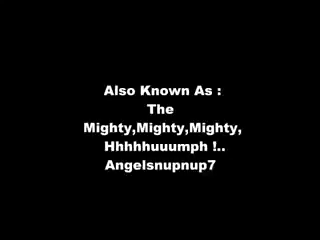 Also Known As :
The
Mighty,Mighty,Mighty,
Hhhhhuuumph !..
Angelsnupnup7